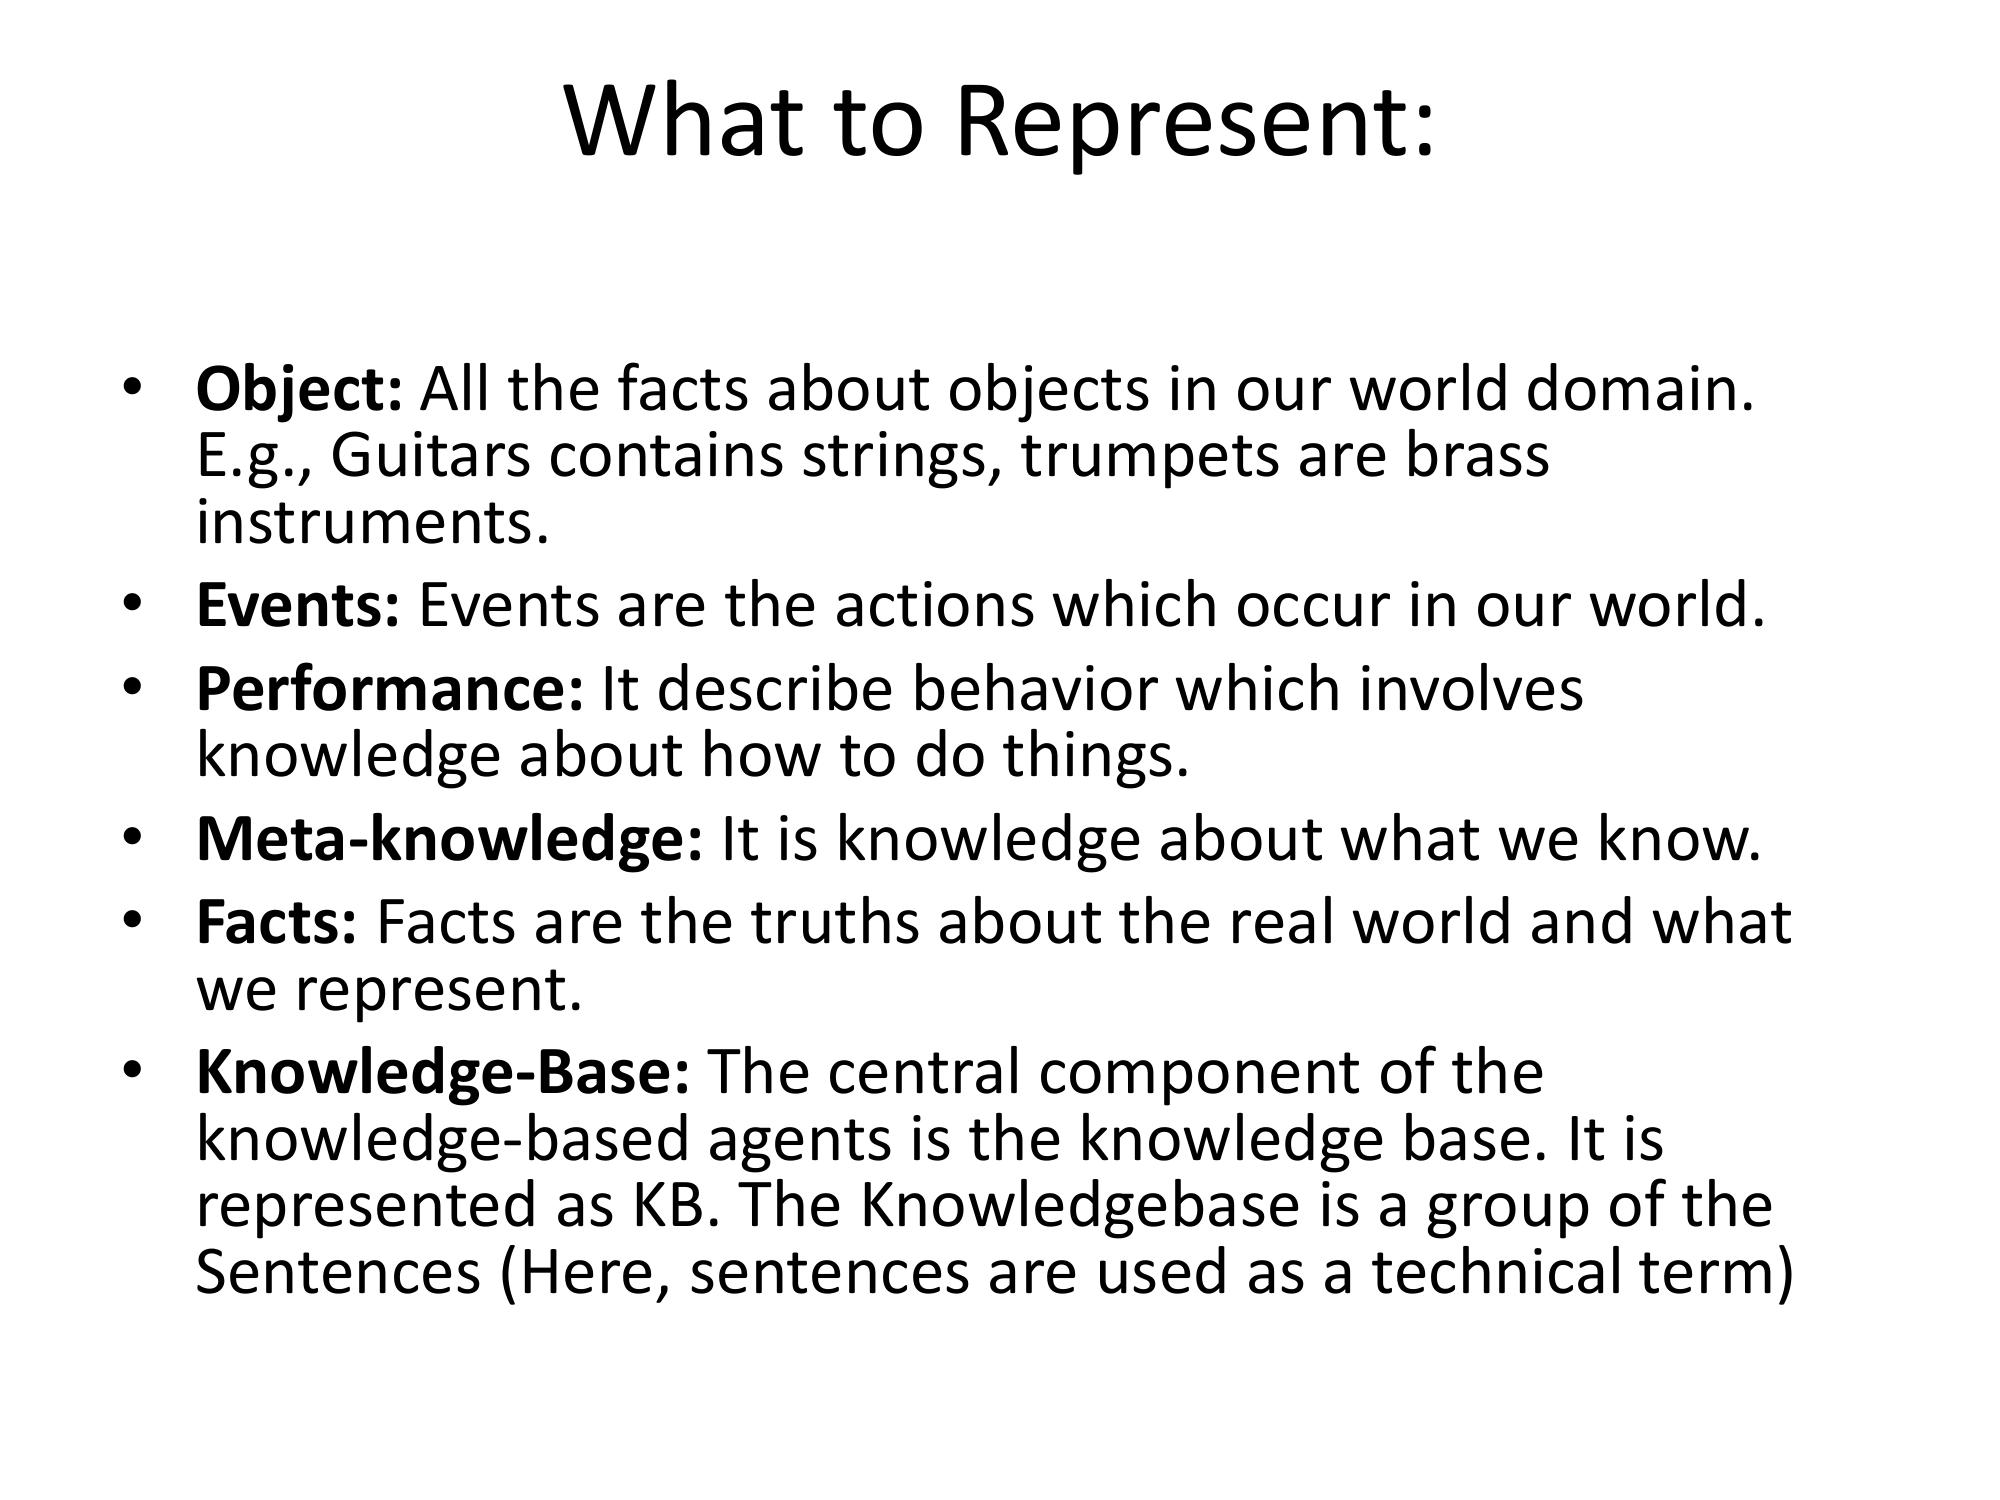 What to Represent:
• Object: All the facts about objects in our world domain.
E.g., Guitars contains strings, trumpets are brass
instruments.
• Events: Events are the actions which occur in our world.
• Performance: It describe behavior which involves
knowledge about how to do things.
• Meta-knowledge: It is knowledge about what we know.
• Facts: Facts are the truths about the real world and what
we represent.
• Knowledge-Base: The central component of the
knowledge-based agents is the knowledge base. It is
represented as KB. The Knowledgebase is a group of the
Sentences (Here, sentences are used as a technical term)